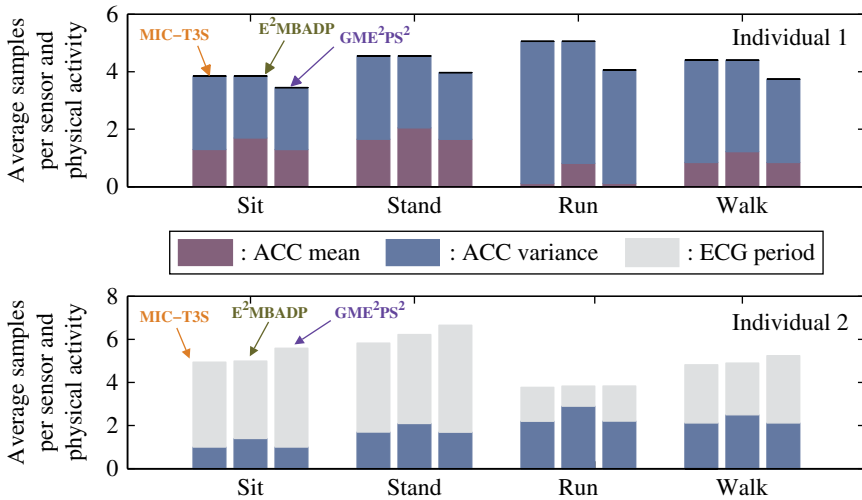 Average samples
per sensor and
physical activity
6
4
2
0
MIC−T3S
E²MBADP
GME²PS²
Individual 1
Sit
Stand
Run
Walk
: ACC mean
: ACC variance
: ECG period
Average samples
per sensor and
physical activity
8
6
4
2
0
MIC−T3S
E²MBADP
GME²PS²
Individual 2
Sit
Stand
Run
Walk